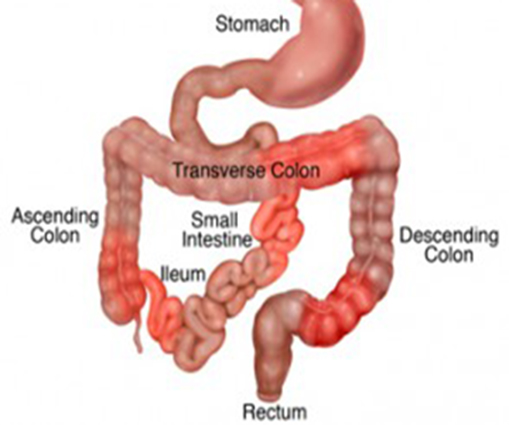 Stomach
Transverse Colon
Ascending
Colon
Small
Intestine
Descending
Colon
Ileum
Rectum